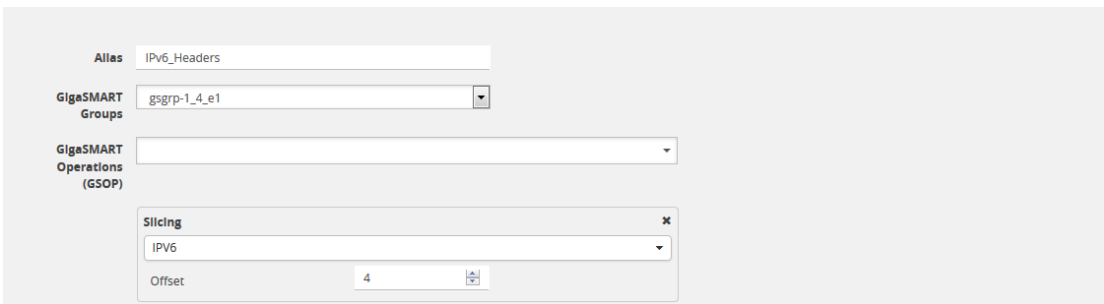 Alias IPv6_Headers
GigaSMART gsgrp-1_4_e1
Groups
GigaSMART
Operations
(GSOP)
Slicing
IPV6
Offset 4